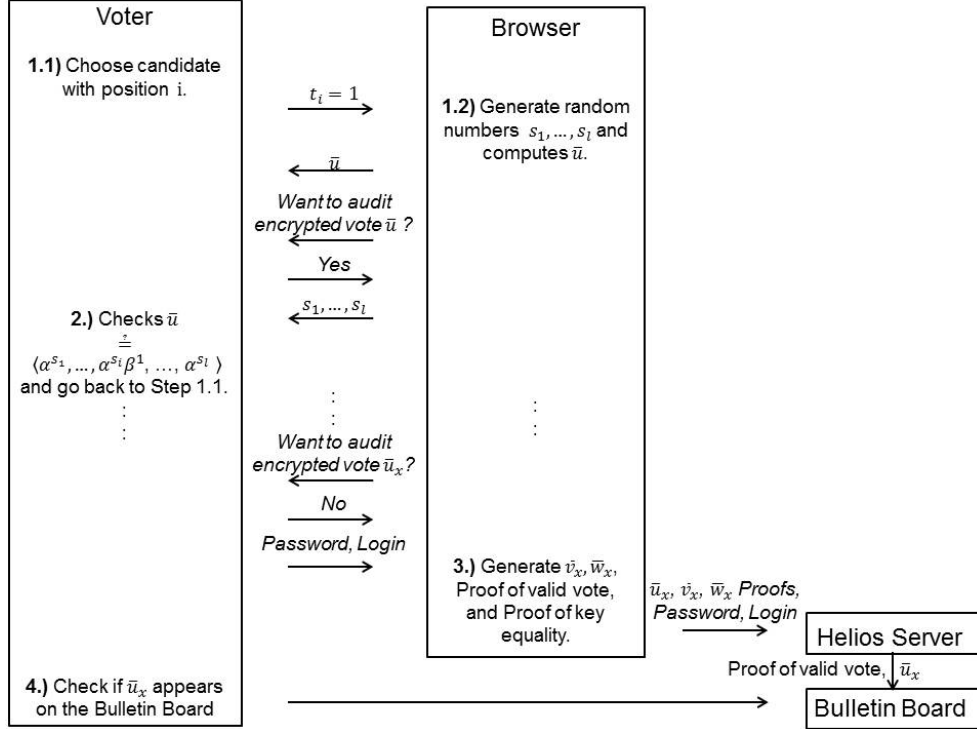 Voter
1.1) Choose candidate
with position i.
t_i = 1
ū
Want to audit
encrypted vote ū ?
Yes
s_1, ..., s_l
2.) Checks ū
≟
⟨α^{s_1}, ..., α^{s_i}β^1, ..., α^{s_l} ⟩
and go back to Step 1.1.
⋮
⋮
Want to audit
encrypted vote ū_x?
No
Password, Login
4.) Check if ū_x appears
on the Bulletin Board
Browser
1.2) Generate random
numbers s_1, ..., s_l and
computes ū.
⋮
3.) Generate v̄_x, w̄_x,
Proof of valid vote,
and Proof of key
equality.
ū_x, v̄_x, w̄_x Proofs,
Password, Login
Helios Server
Proof of valid vote, ū_x
Bulletin Board